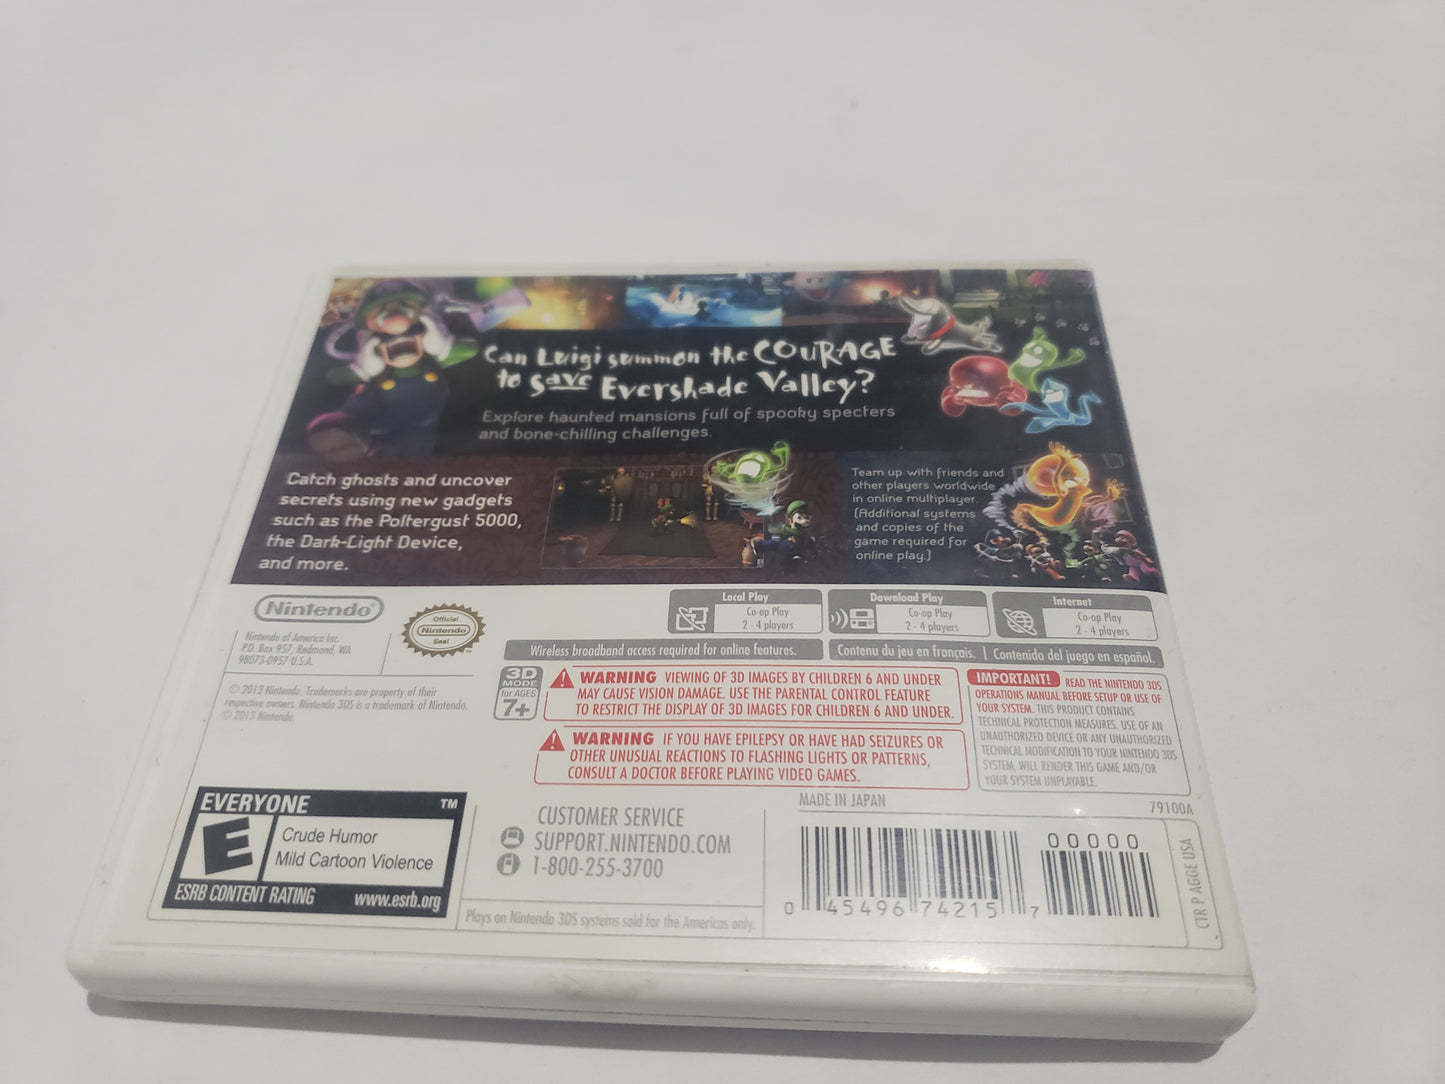 Can Luigi summon the COURAGE
to save Evershade Valley?
Explore haunted mansions full of spooky specters
and bone-chilling challenges.
Catch ghosts and uncover
secrets using new gadgets
such as the Poltergust 5000,
the Dark-Light Device,
and more.
Team up with friends and
other players worldwide
in online multiplayer.
(Additional systems
and copies of the
game required for
online play.)
Nintendo®
Nintendo of America Inc.
P.O. Box 957, Redmond, WA
98073-0957 U.S.A.
Official
Nintendo
Seal
© 2013 Nintendo. Trademarks are property of their
respective owners. Nintendo 3DS is a trademark of Nintendo.
© 2013 Nintendo.
Local Play
Co-op Play
2 - 4 players
Download Play
Co-op Play
2 - 4 players
Internet
Co-op Play
2 - 4 players
Wireless broadband access required for online features.
Contenu du jeu en français. | Contenido del juego en español.
3D
MODE
for AGES
7+
WARNING VIEWING OF 3D IMAGES BY CHILDREN 6 AND UNDER
MAY CAUSE VISION DAMAGE. USE THE PARENTAL CONTROL FEATURE
TO RESTRICT THE DISPLAY OF 3D IMAGES FOR CHILDREN 6 AND UNDER.
WARNING IF YOU HAVE EPILEPSY OR HAVE HAD SEIZURES OR
OTHER UNUSUAL REACTIONS TO FLASHING LIGHTS OR PATTERNS,
CONSULT A DOCTOR BEFORE PLAYING VIDEO GAMES.
IMPORTANT! READ THE NINTENDO 3DS
OPERATIONS MANUAL BEFORE SETUP OR USE OF
YOUR SYSTEM. THIS PRODUCT CONTAINS
TECHNICAL PROTECTION MEASURES. USE OF AN
UNAUTHORIZED DEVICE OR ANY UNAUTHORIZED
TECHNICAL MODIFICATION TO YOUR NINTENDO 3DS
SYSTEM, WILL RENDER THIS GAME AND/OR
YOUR SYSTEM UNPLAYABLE.
MADE IN JAPAN
79100A
EVERYONE TM
E
Crude Humor
Mild Cartoon Violence
ESRB CONTENT RATING www.esrb.org
CUSTOMER SERVICE
SUPPORT.NINTENDO.COM
1-800-255-3700
Plays on Nintendo 3DS systems sold for the Americas only.
00000
0 45496 74215 7
CTR P AGGE USA